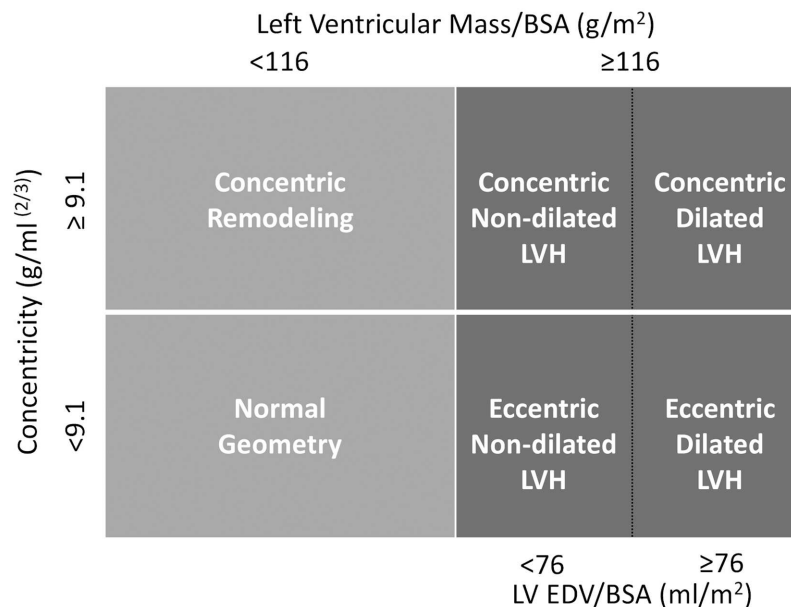 Left Ventricular Mass/BSA (g/m²)
<116 ≥116
Concentricity (g/ml (2/3))
≥ 9.1
<9.1
Concentric
Remodeling
Concentric
Non-dilated
LVH
Concentric
Dilated
LVH
Normal
Geometry
Eccentric
Non-dilated
LVH
Eccentric
Dilated
LVH
<76 ≥76
LV EDV/BSA (ml/m²)